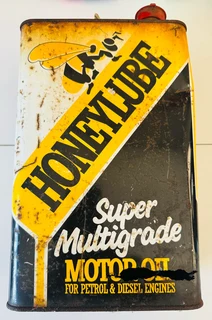 HONEYLUBE
Super
Multigrade
MOTOR OIL
FOR PETROL & DIESEL ENGINES